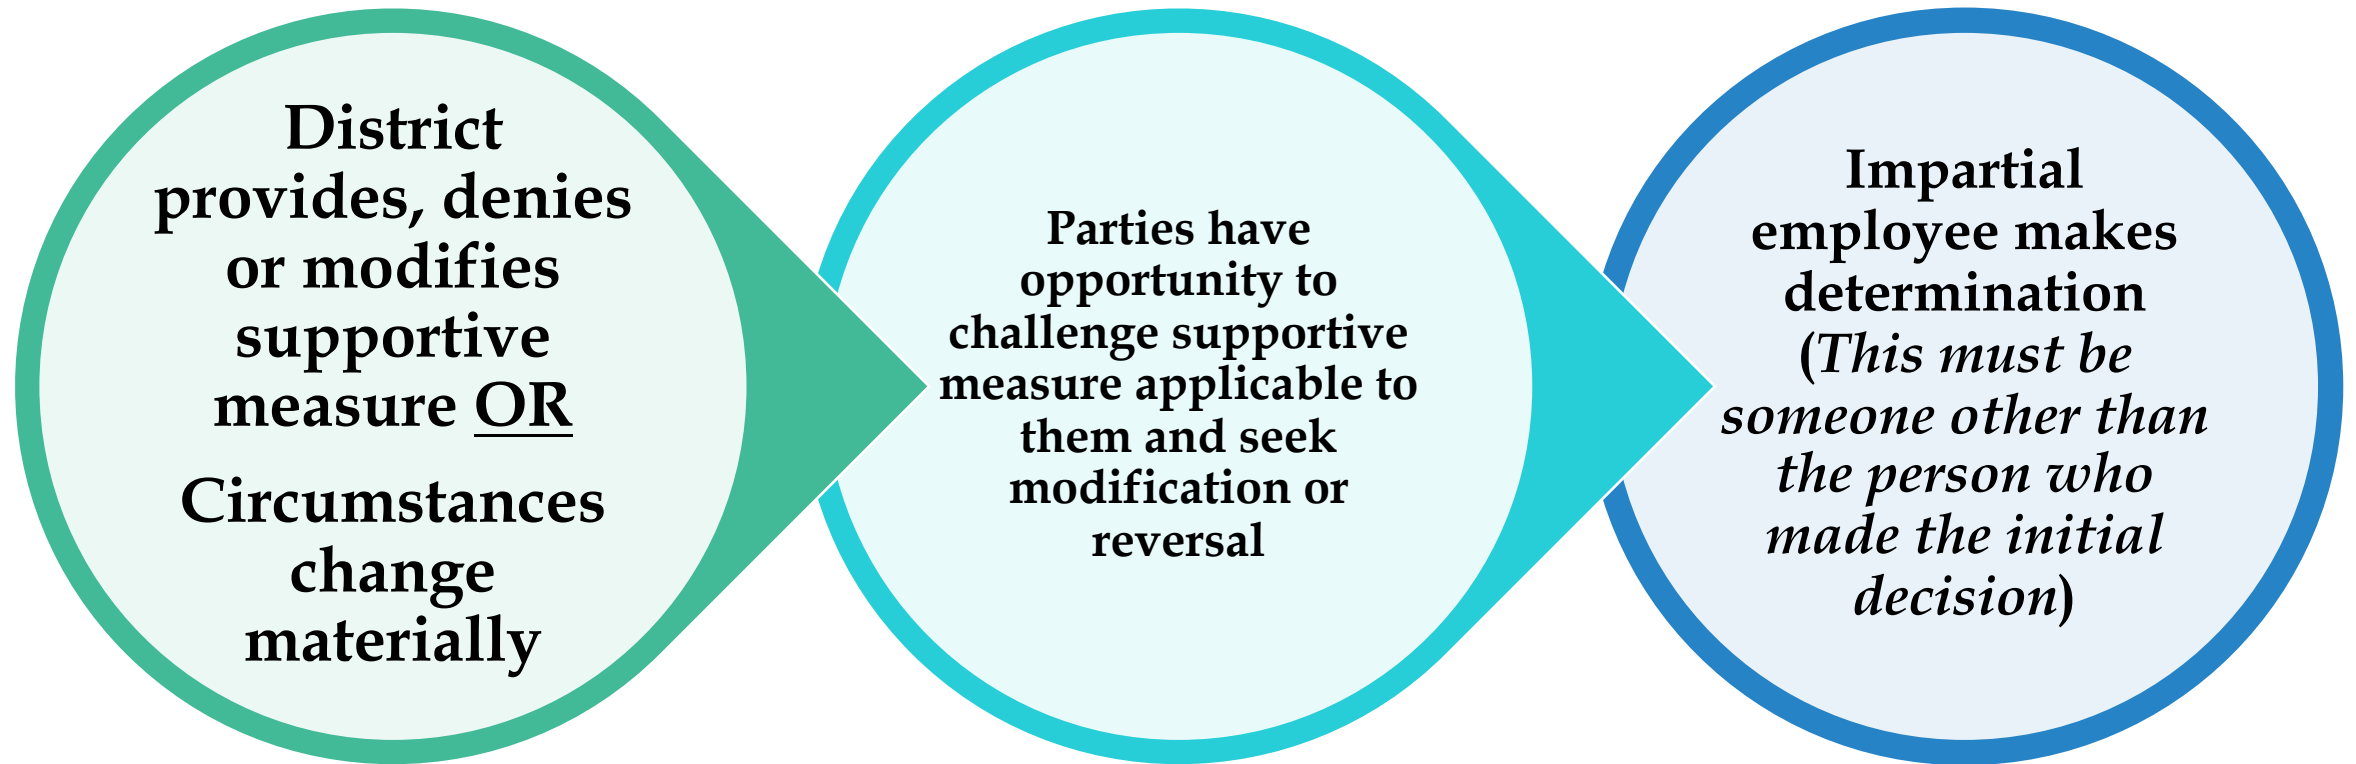 District
provides, denies
or modifies
supportive
measure OR
Circumstances
change
materially
Parties have
opportunity to
challenge supportive
measure applicable to
them and seek
modification or
reversal
Impartial
employee makes
determination
(This must be
someone other than
the person who
made the initial
decision)